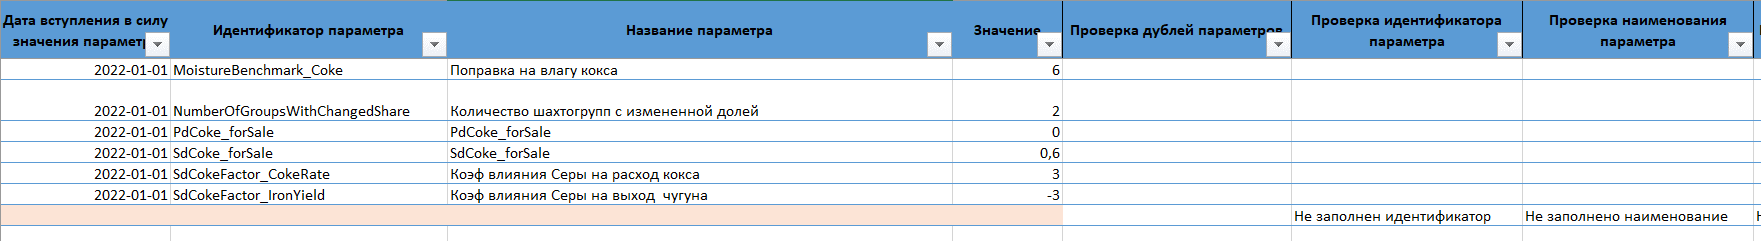 Дата вступления в силу значения параметр Идентификатор параметра Название параметра Значение Проверка дублей параметров Проверка идентификатора параметра Проверка наименования параметра
2022-01-01 MoistureBenchmark_Coke Поправка на влагу кокса 6
2022-01-01 NumberOfGroupsWithChangedShare Количество шахтогрупп с измененной долей 2
2022-01-01 PdCoke_forSale PdCoke_forSale 0
2022-01-01 SdCoke_forSale SdCoke_forSale 0,6
2022-01-01 SdCokeFactor_CokeRate Коэф влияния Серы на расход кокса 3
2022-01-01 SdCokeFactor_IronYield Коэф влияния Серы на выход  чугуна -3
Не заполнен идентификатор Не заполнено наименование